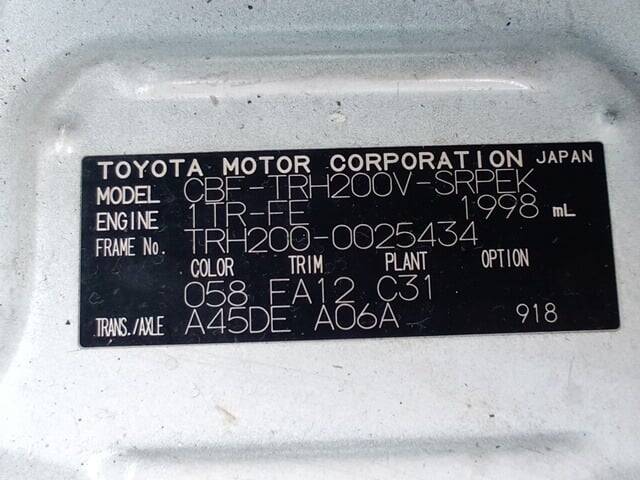 TOYOTA MOTOR CORPORATION JAPAN
MODEL CBF-TRH200V-SRPEK
ENGINE 1TR-FE 1998 mL
FRAME No. TRH200-0025434
COLOR TRIM PLANT OPTION
058 FA12 C31
TRANS./AXLE A45DE A06A 918